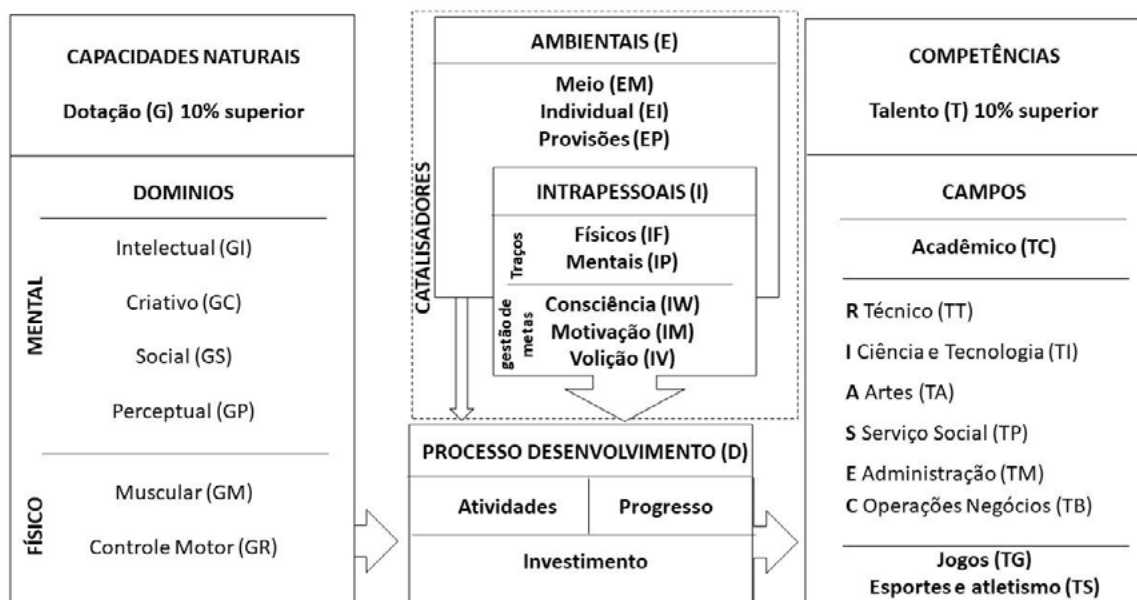 CAPACIDADES NATURAIS
Dotação (G) 10% superior
DOMINIOS
MENTAL
Intelectual (GI)
Criativo (GC)
Social (GS)
Perceptual (GP)
FÍSICO
Muscular (GM)
Controle Motor (GR)
CATALISADORES
AMBIENTAIS (E)
Meio (EM)
Individual (EI)
Provisões (EP)
INTRAPESSOAIS (I)
Traços
Físicos (IF)
Mentais (IP)
gestão de
metas
Consciência (IW)
Motivação (IM)
Volição (IV)
PROCESSO DESENVOLVIMENTO (D)
Atividades
Progresso
Investimento
COMPETÊNCIAS
Talento (T) 10% superior
CAMPOS
Acadêmico (TC)
R Técnico (TT)
I Ciência e Tecnologia (TI)
A Artes (TA)
S Serviço Social (TP)
E Administração (TM)
C Operações Negócios (TB)
Jogos (TG)
Esportes e atletismo (TS)